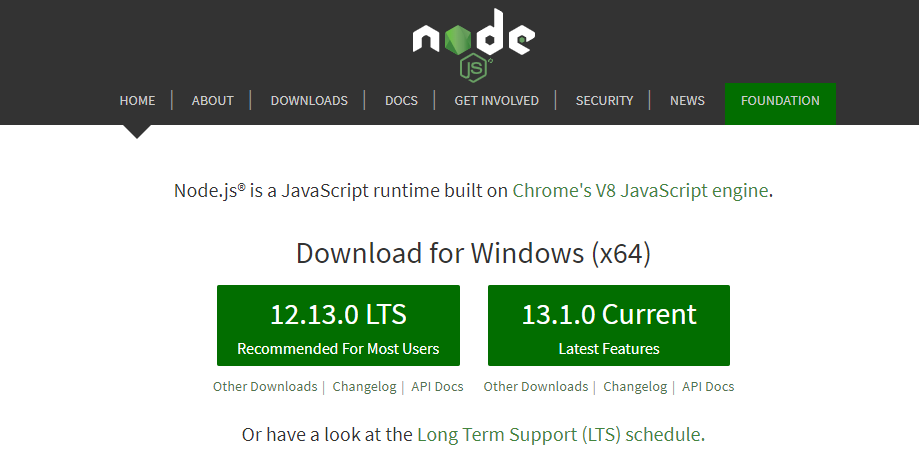 node
JS
HOME | ABOUT | DOWNLOADS | DOCS | GET INVOLVED | SECURITY | NEWS FOUNDATION
Node.js® is a JavaScript runtime built on Chrome's V8 JavaScript engine.
Download for Windows (x64)
12.13.0 LTS 13.1.0 Current
Recommended For Most Users Latest Features
Other Downloads | Changelog | API Docs Other Downloads | Changelog | API Docs
Or have a look at the Long Term Support (LTS) schedule.